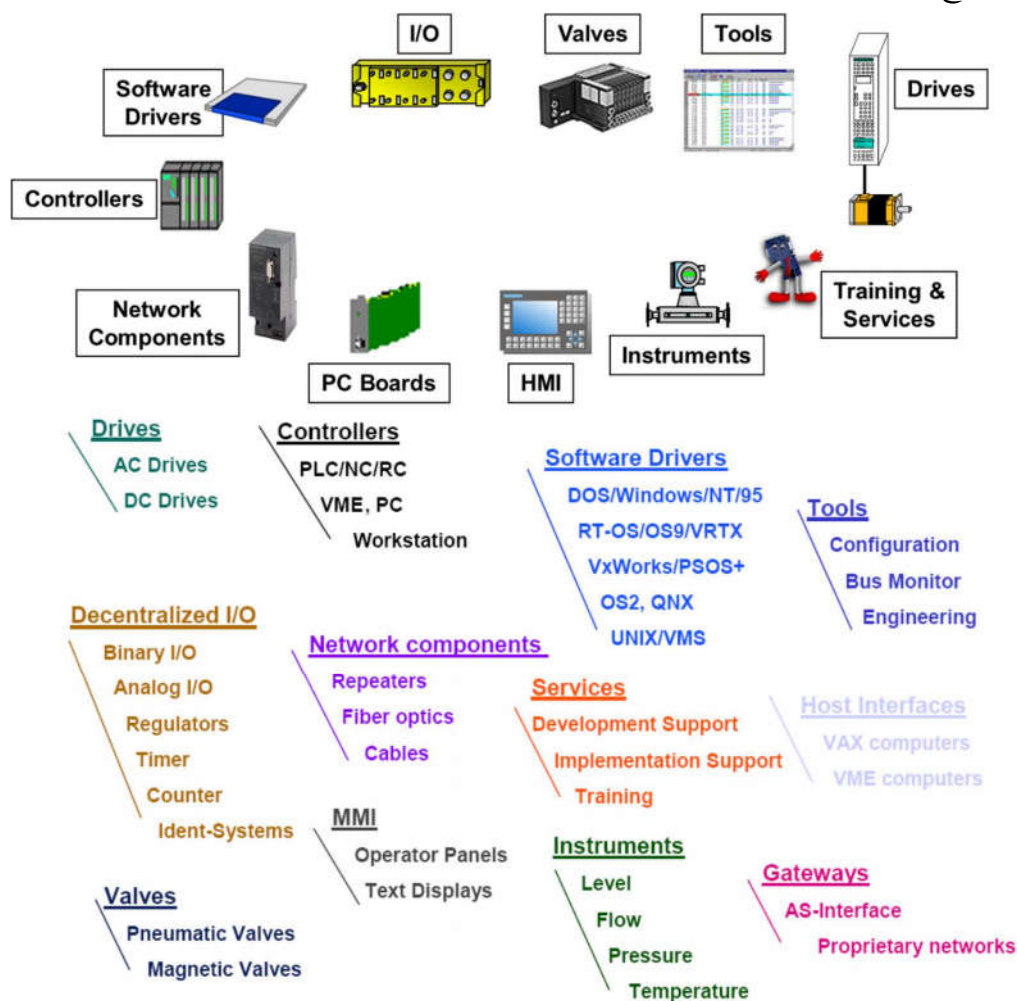 I/O
Valves
Tools
Software
Drivers
Drives
Controllers
Network
Components
Training &
Services
Instruments
PC Boards
HMI
Drives
AC Drives
DC Drives
Controllers
PLC/NC/RC
VME, PC
Workstation
Software Drivers
DOS/Windows/NT/95
RT-OS/OS9/VRTX
VxWorks/PSOS+
OS2, QNX
UNIX/VMS
Tools
Configuration
Bus Monitor
Engineering
Decentralized I/O
Binary I/O
Analog I/O
Regulators
Timer
Counter
Ident-Systems
Network components
Repeaters
Fiber optics
Cables
Services
Development Support
Implementation Support
Training
Host Interfaces
VAX computers
VME computers
MMI
Operator Panels
Text Displays
Instruments
Level
Flow
Pressure
Temperature
Gateways
AS-Interface
Proprietary networks
Valves
Pneumatic Valves
Magnetic Valves